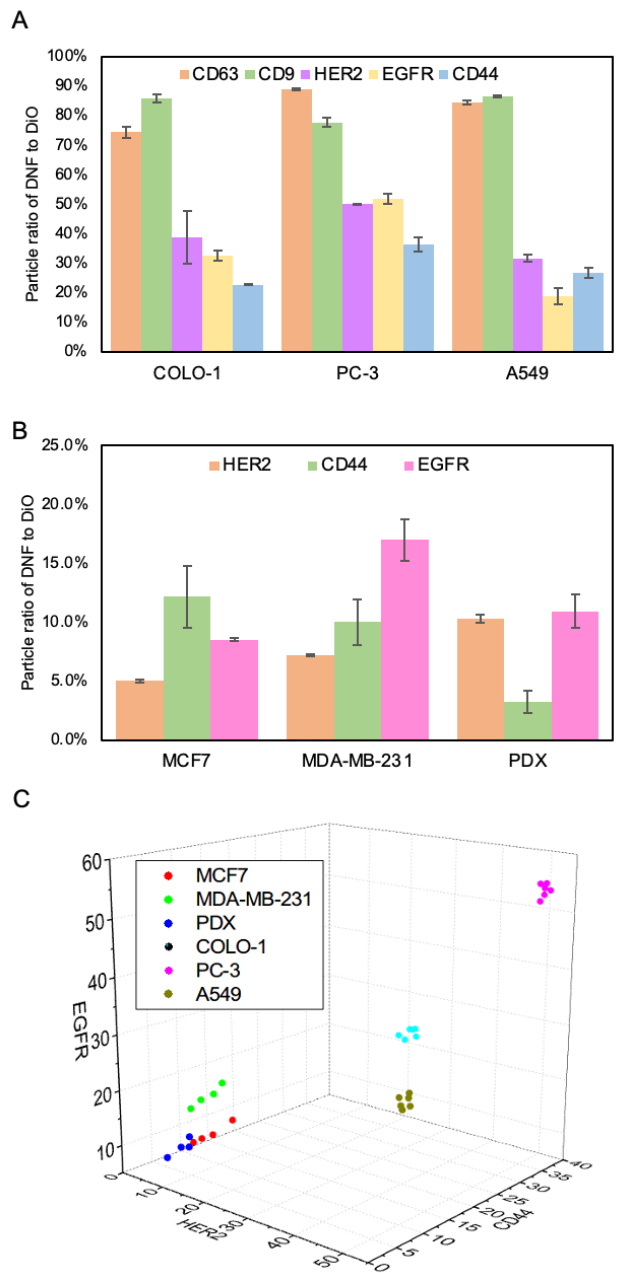 A
100%
90%
80%
70%
60%
50%
40%
30%
20%
10%
0%
Particle ratio of DNF to DiO
CD63 CD9 HER2 EGFR CD44
COLO-1 PC-3 A549
B
25.0%
20.0%
15.0%
10.0%
5.0%
0.0%
Particle ratio of DNF to DiO
HER2 CD44 EGFR
MCF7 MDA-MB-231 PDX
C
60
50
40
30
20
10
EGFR
MCF7
MDA-MB-231
PDX
COLO-1
PC-3
A549
0 10 20 30 40 50
HER2
0 5 10 15 20 25 30 35 40
CD44